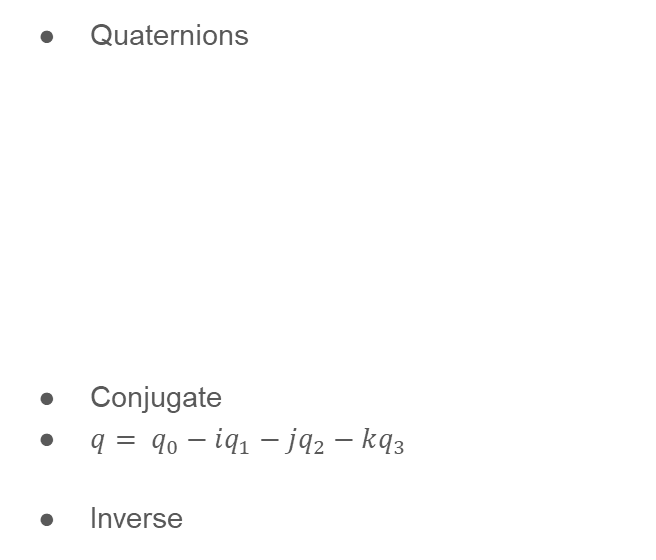 ● Quaternions
● Conjugate
● q = q₀ − iq₁ − jq₂ − kq₃
● Inverse